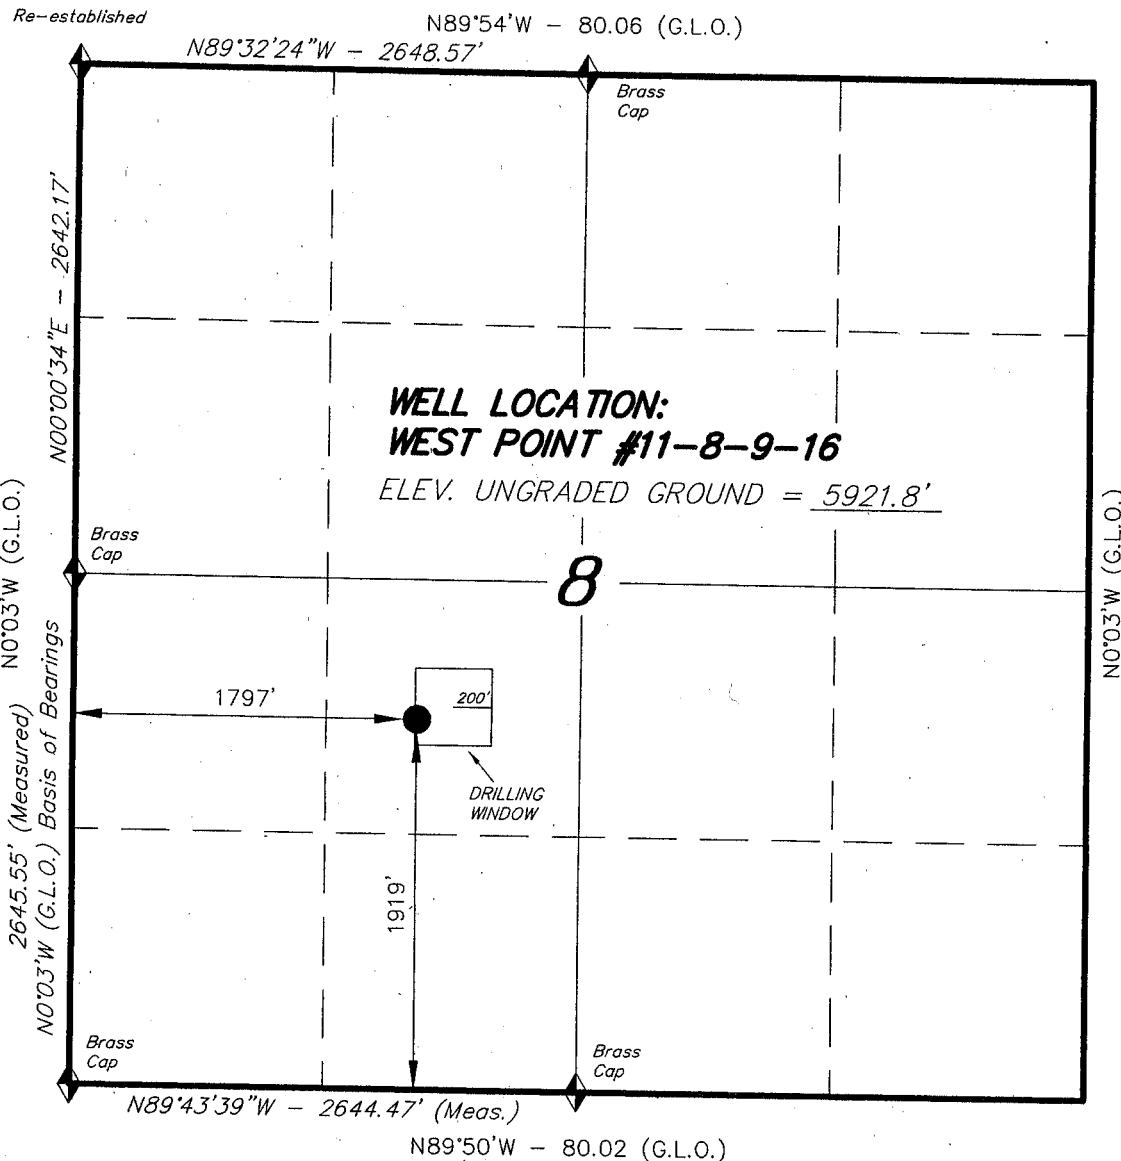 Re-established
N89°54'W - 80.06 (G.L.O.)
N89°32'24"W - 2648.57'
Brass
Cap
N00°00'34"E - 2642.17'
WELL LOCATION:
WEST POINT #11-8-9-16
ELEV. UNGRADED GROUND = 5921.8'
N0°03'W (G.L.O.)
Brass
Cap
8
N0°03'W (G.L.O.)
2645.55' (Measured)
N0°03'W (G.L.O.) Basis of Bearings
1797'
200'
DRILLING
WINDOW
1919'
Brass
Cap
Brass
Cap
N89°43'39"W - 2644.47' (Meas.)
N89°50'W - 80.02 (G.L.O.)